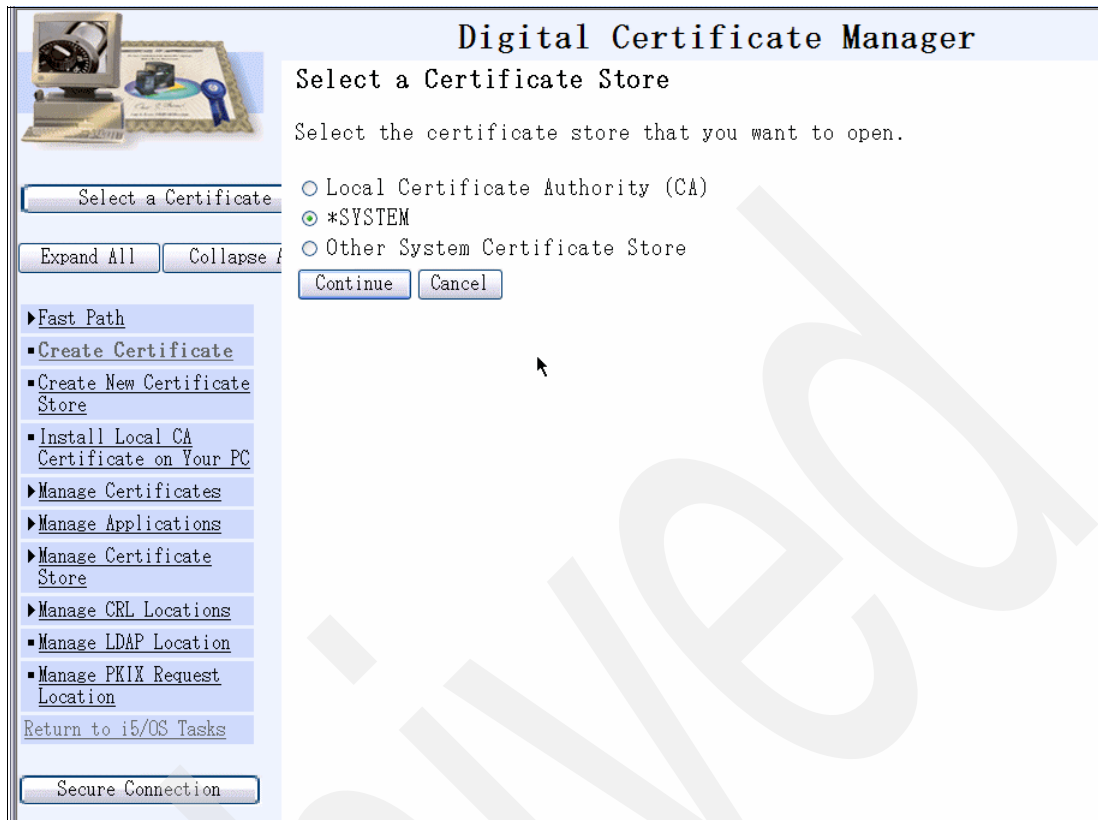 Digital Certificate Manager
Select a Certificate Store
Select the certificate store that you want to open.
Local Certificate Authority (CA)
*SYSTEM
Other System Certificate Store
Continue
Cancel
Select a Certificate
Expand All
Collapse
Fast Path
Create Certificate
Create New Certificate
Store
Install Local CA
Certificate on Your PC
Manage Certificates
Manage Applications
Manage Certificate
Store
Manage CRL Locations
Manage LDAP Location
Manage PKIX Request
Location
Return to i5/OS Tasks
Secure Connection